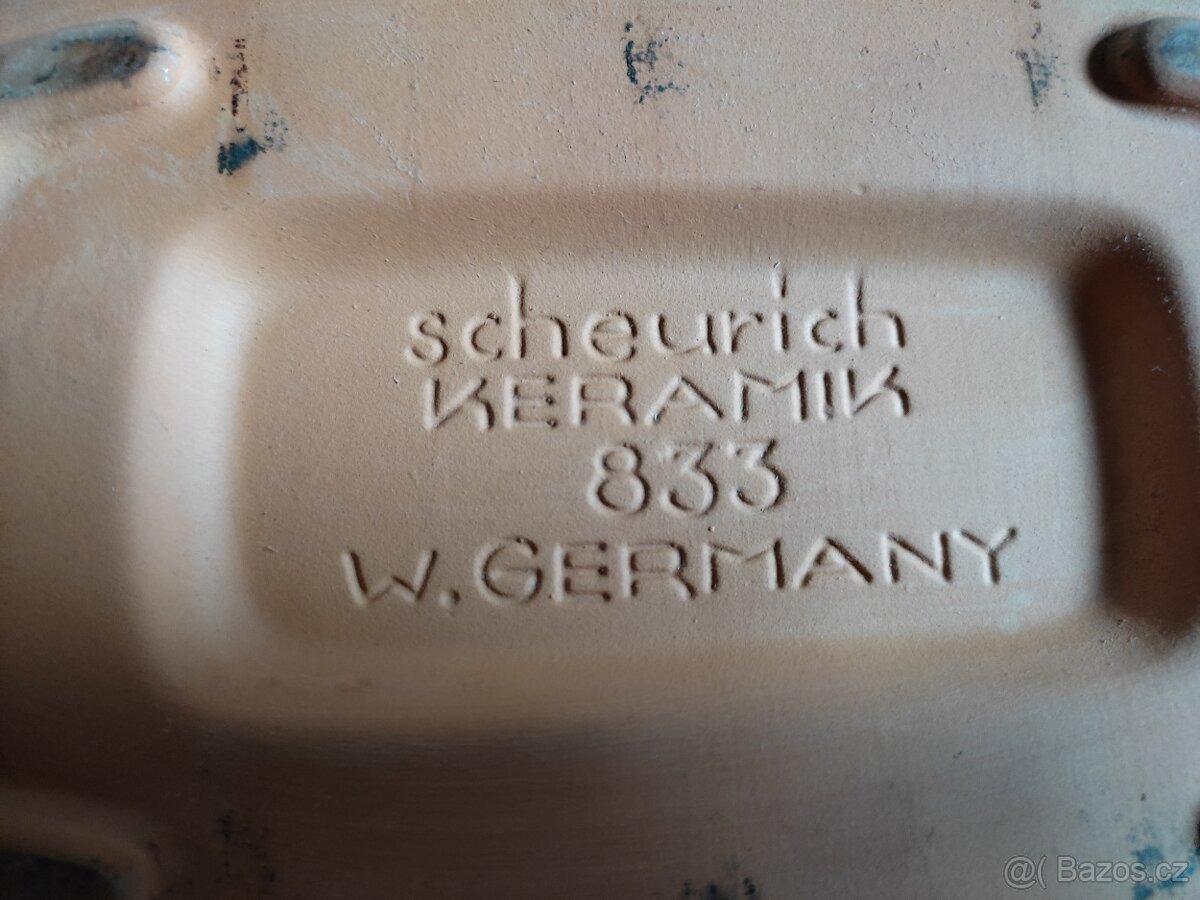 scheurich
KERAMIK
833
W. GERMANY
@( Bazos.cz